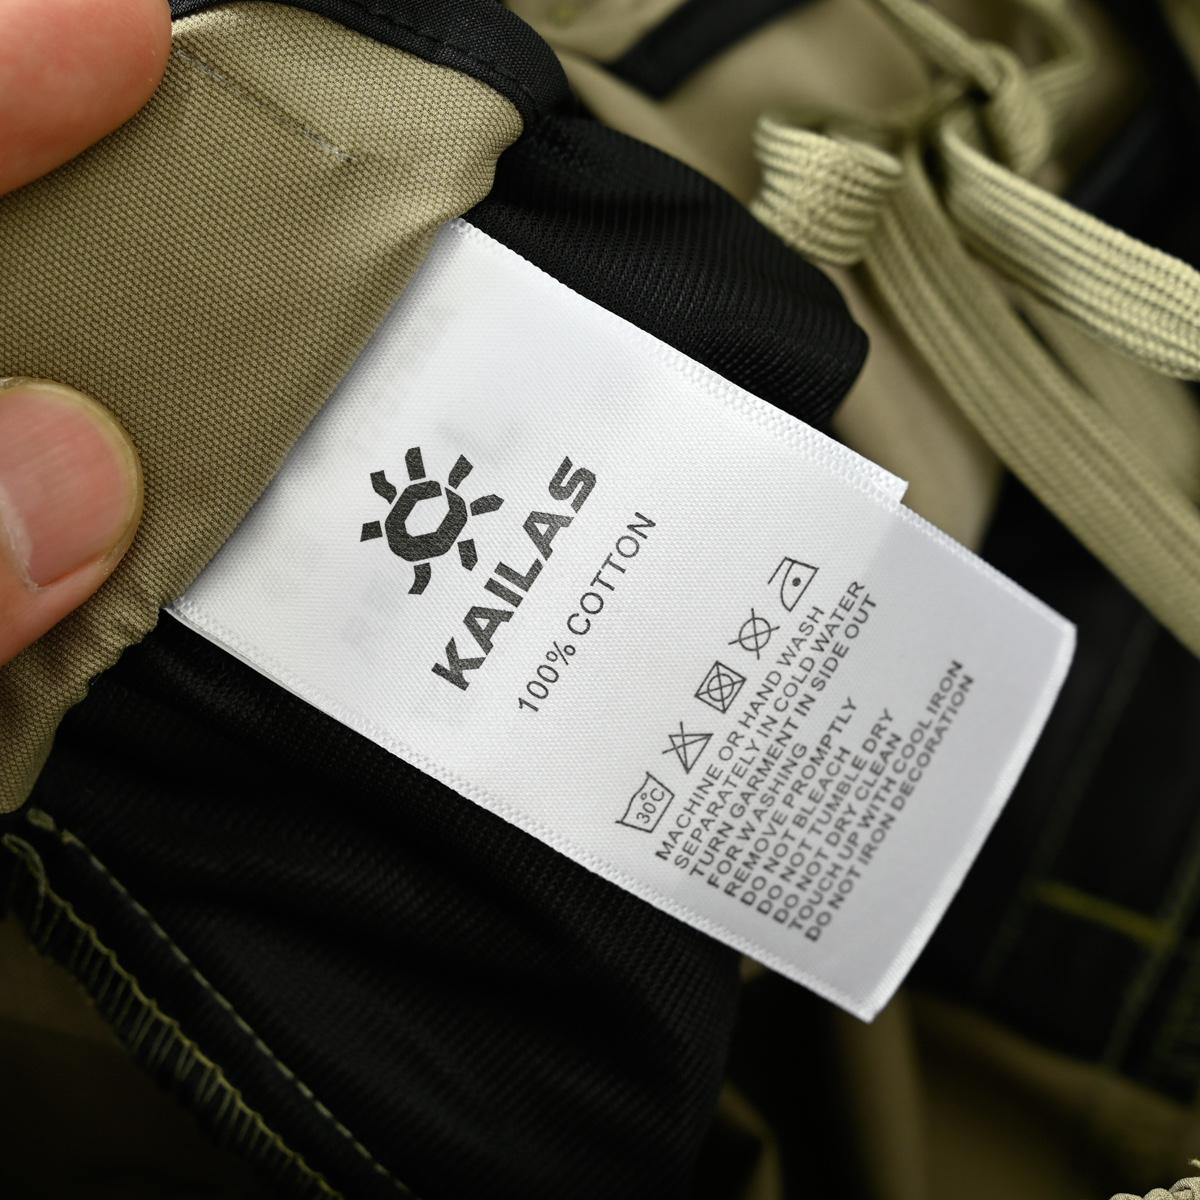 KAILAS
100% COTTON
30°C
MACHINE OR HAND WASH
SEPARATELY IN COLD WATER
TURN GARMENT IN SIDE OUT
FOR WASHING
REMOVE PROMPTLY
DO NOT BLEACH
DO NOT TUMBLE DRY
DO NOT DRY CLEAN
TOUCH UP WITH COOL IRON
DO NOT IRON DECORATION